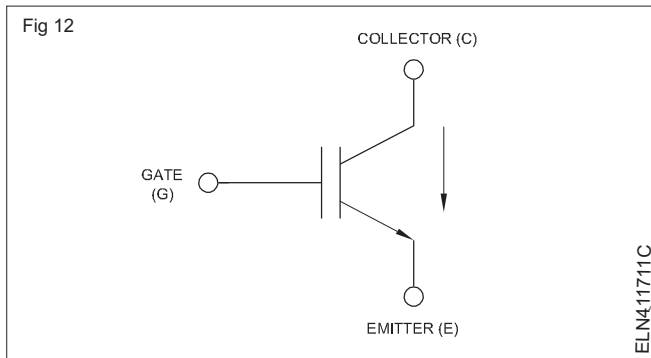 Fig 12
COLLECTOR (C)
GATE
(G)
EMITTER (E)
ELN411711C